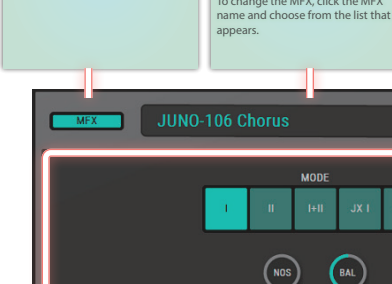 To change the MFX, click the MFX
name and choose from the list that
appears.
MFX
JUNO-106 Chorus
MODE
I
II
I+II
JX I
NOS
BAL